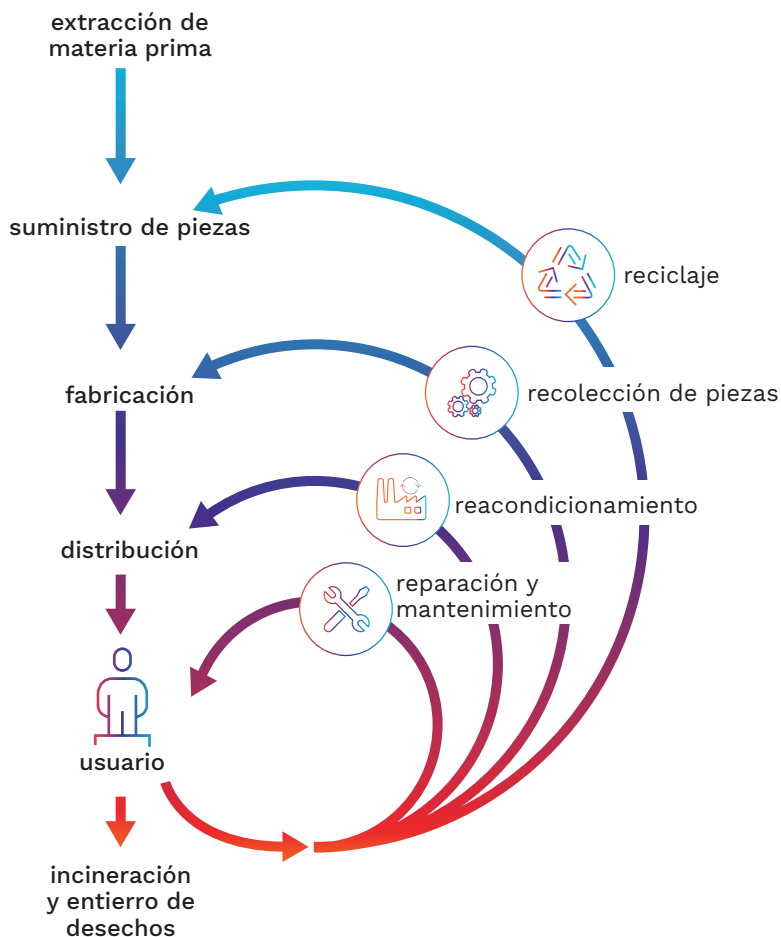 extracción de
materia prima
suministro de piezas
reciclaje
fabricación
recolección de piezas
reacondicionamiento
distribución
reparación y
mantenimiento
usuario
incineración
y entierro de
desechos